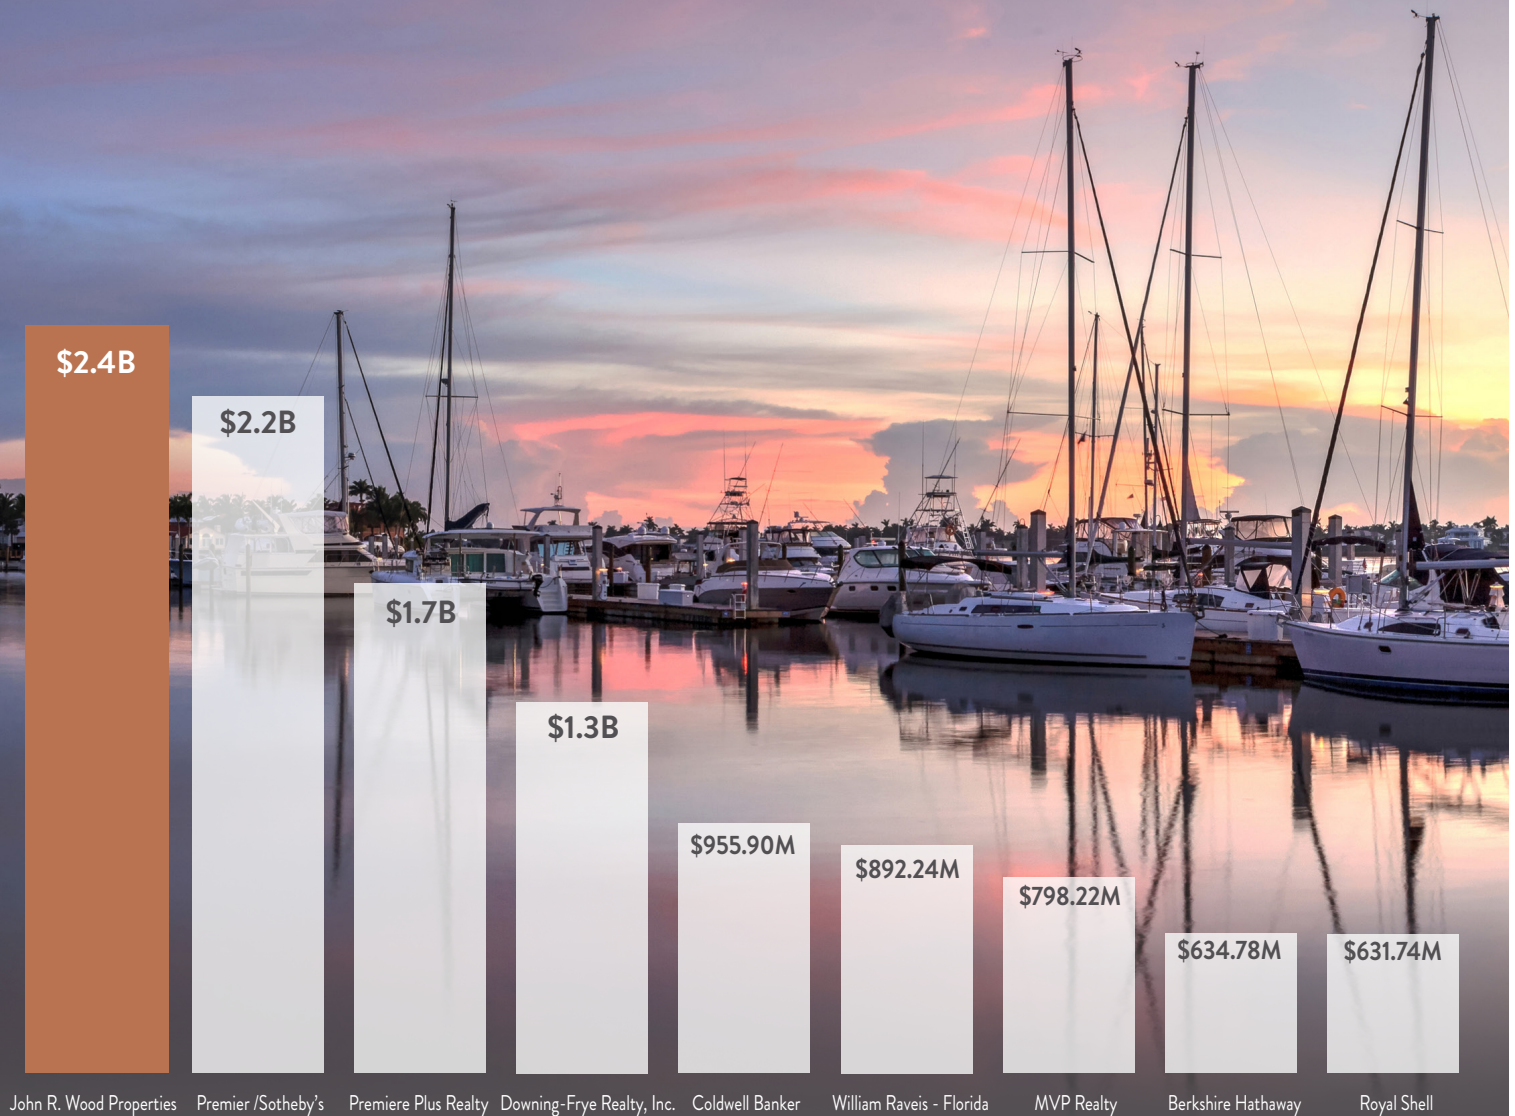 $2.4B
$2.2B
$1.7B
$1.3B
$955.90M
$892.24M
$798.22M
$634.78M
$631.74M
John R. Wood Properties Premier /Sotheby's Premiere Plus Realty Downing-Frye Realty, Inc. Coldwell Banker William Raveis - Florida MVP Realty Berkshire Hathaway Royal Shell